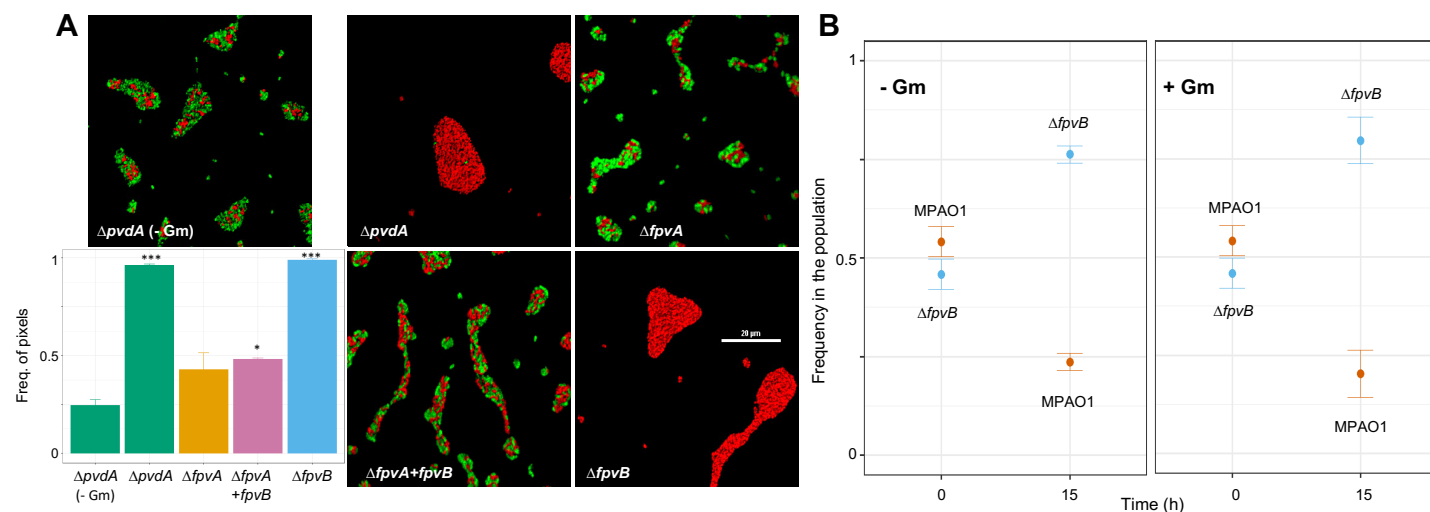 A
ΔpvdA (- Gm)
ΔpvdA
ΔfpvA
Freq. of pixels
1
0.5
0
***
*
***
ΔpvdA
(- Gm)
ΔpvdA
ΔfpvA
ΔfpvA
+fpvB
ΔfpvB
ΔfpvA+fpvB
20 µm
ΔfpvB
B
Frequency in the population
1
0.5
0
- Gm
ΔfpvB
MPAO1
ΔfpvB
MPAO1
0
15
+ Gm
ΔfpvB
MPAO1
ΔfpvB
MPAO1
0
15
Time (h)